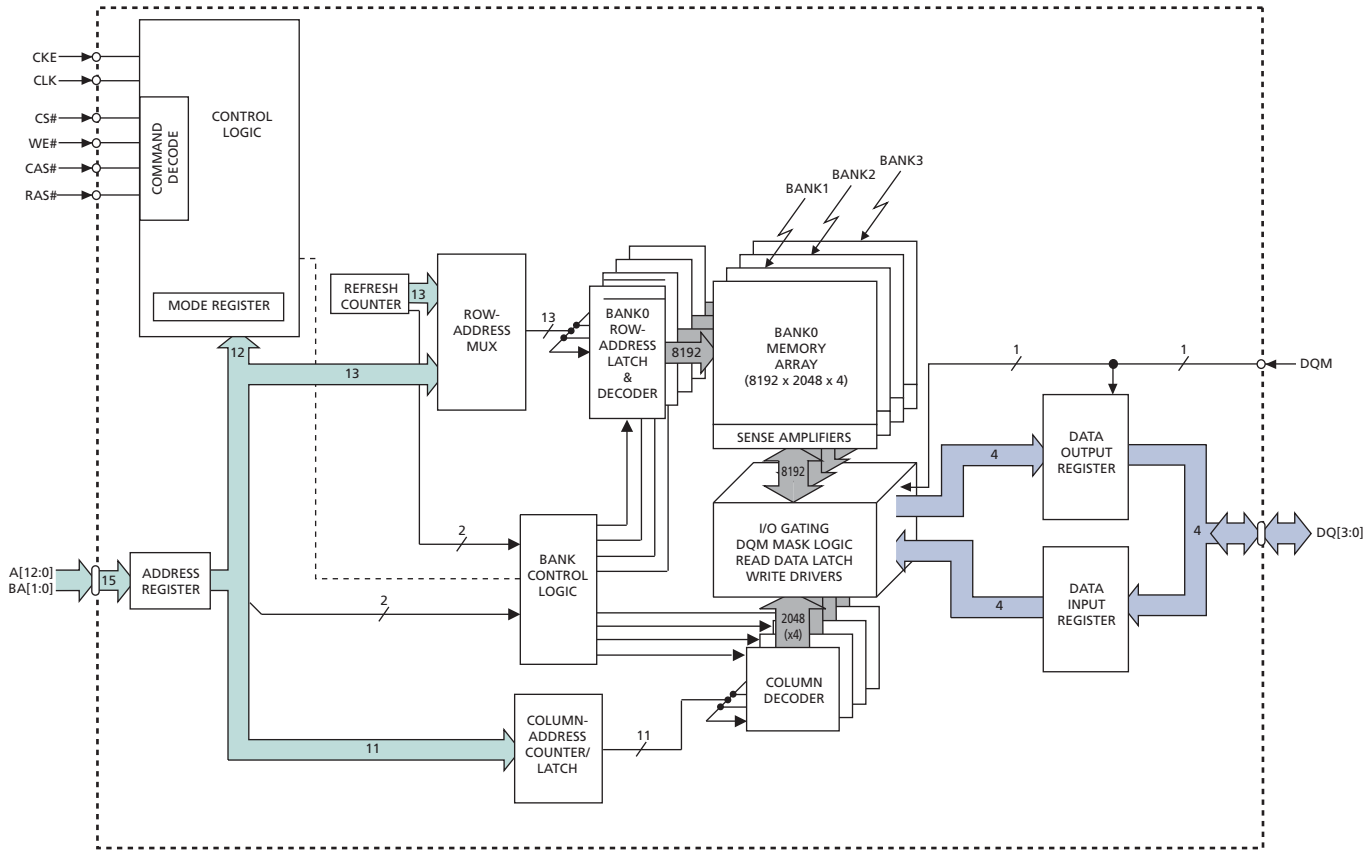 CKE
CLK
CS#
WE#
CAS#
RAS#
COMMAND
DECODE
CONTROL
LOGIC
MODE REGISTER
12
REFRESH
COUNTER
13
13
ROW-
ADDRESS
MUX
13
BANK0
ROW-
ADDRESS
LATCH
&
DECODER
8192
BANK1
BANK2
BANK3
BANK0
MEMORY
ARRAY
(8192 x 2048 x 4)
SENSE AMPLIFIERS
8192
I/O GATING
DQM MASK LOGIC
READ DATA LATCH
WRITE DRIVERS
1
1
DQM
4
DATA
OUTPUT
REGISTER
4
DQ[3:0]
4
DATA
INPUT
REGISTER
A[12:0]
BA[1:0]
15
ADDRESS
REGISTER
2
2
BANK
CONTROL
LOGIC
2048
(x4)
COLUMN
DECODER
11
COLUMN-
ADDRESS
COUNTER/
LATCH
11